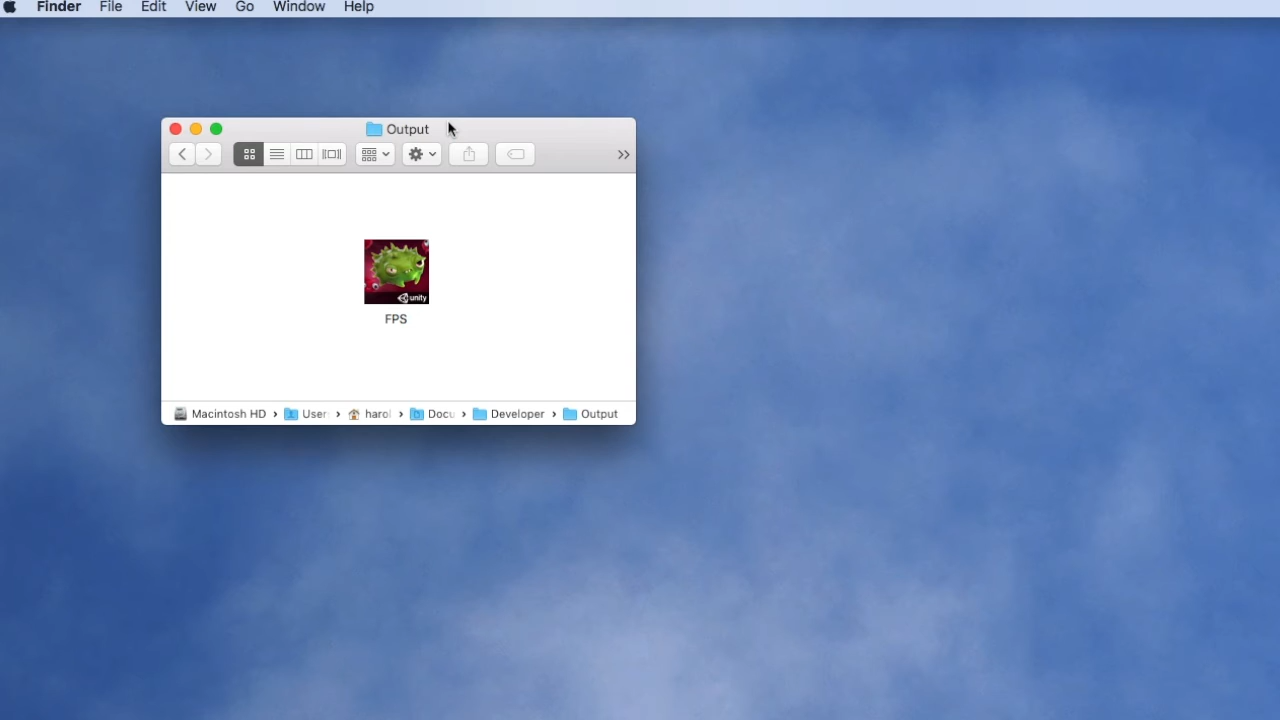 Finder File Edit View Go Window Help
Output
unity
FPS
Macintosh HD › User › harol › Docu › Developer › Output